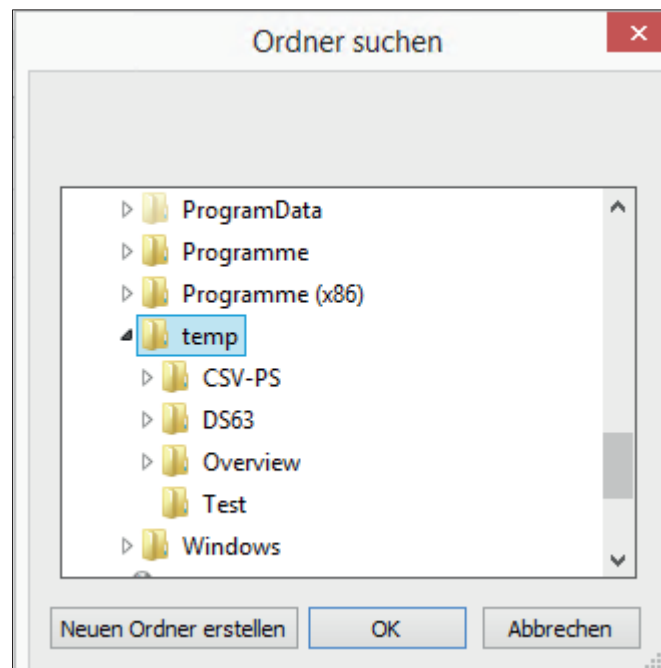 Ordner suchen
ProgramData
Programme
Programme (x86)
temp
CSV-PS
DS63
Overview
Test
Windows
Neuen Ordner erstellen OK Abbrechen